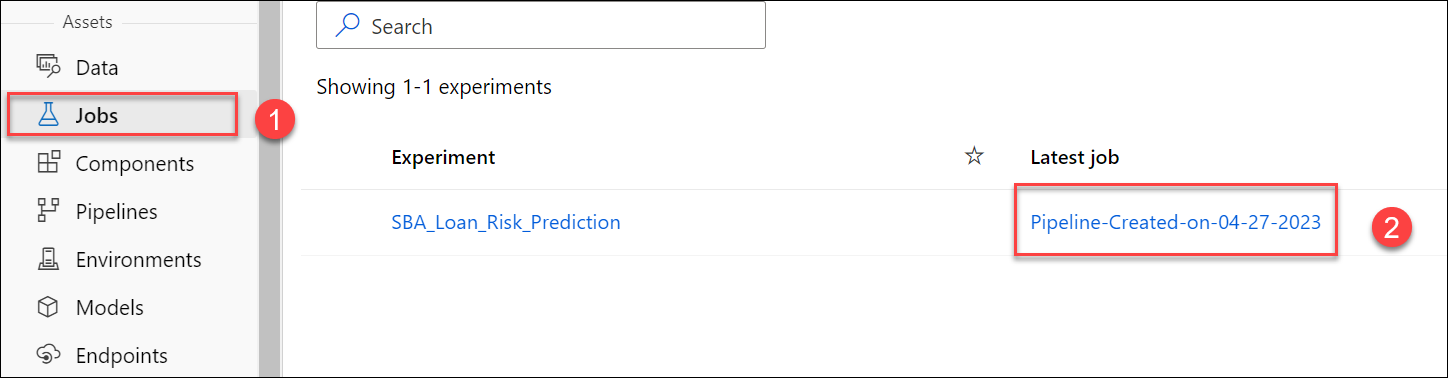 Assets
Data
Jobs
1
Components
Pipelines
Environments
Models
Endpoints
Search
Showing 1-1 experiments
Experiment Latest job
SBA_Loan_Risk_Prediction Pipeline-Created-on-04-27-2023
2